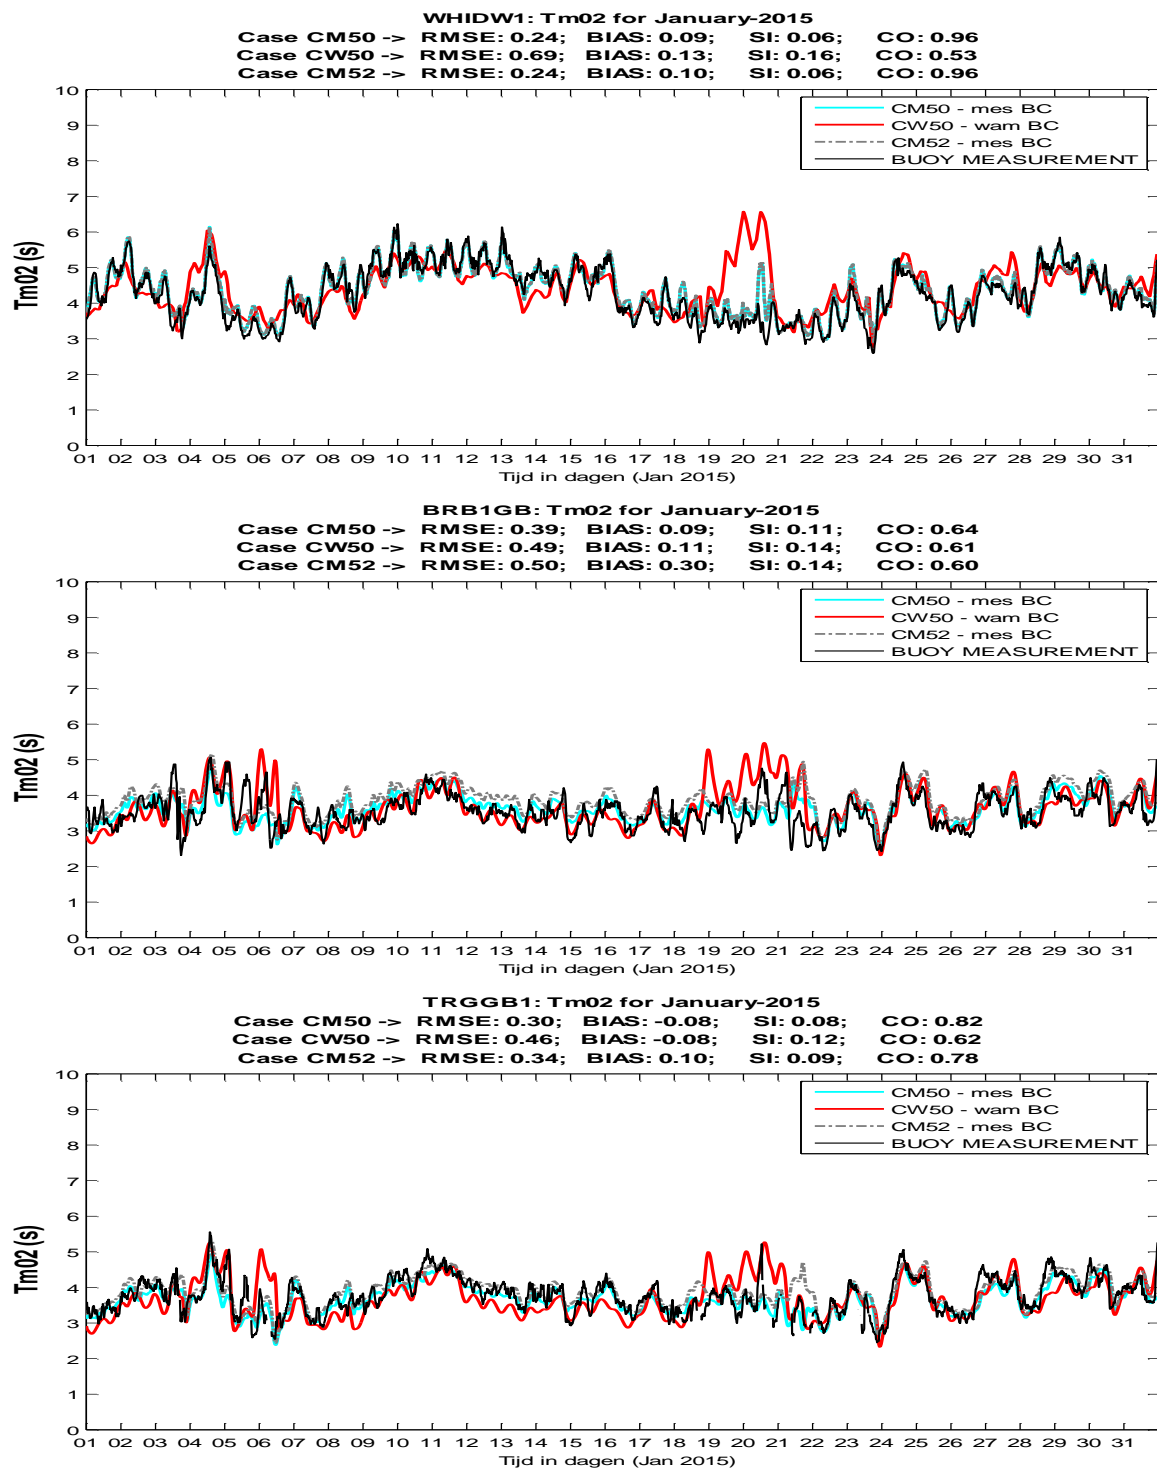 WHIDW1: Tm02 for January-2015
Case CM50 -> RMSE: 0.24; BIAS: 0.09; SI: 0.06; CO: 0.96
Case CW50 -> RMSE: 0.69; BIAS: 0.13; SI: 0.16; CO: 0.53
Case CM52 -> RMSE: 0.24; BIAS: 0.10; SI: 0.06; CO: 0.96
CM50 - mes BC
CW50 - wam BC
CM52 - mes BC
BUOY MEASUREMENT
Tm02 (s)
10
9
8
7
6
5
4
3
2
1
0
01 02 03 04 05 06 07 08 09 10 11 12 13 14 15 16 17 18 19 20 21 22 23 24 25 26 27 28 29 30 31
Tijd in dagen (Jan 2015)
BRB1GB: Tm02 for January-2015
Case CM50 -> RMSE: 0.39; BIAS: 0.09; SI: 0.11; CO: 0.64
Case CW50 -> RMSE: 0.49; BIAS: 0.11; SI: 0.14; CO: 0.61
Case CM52 -> RMSE: 0.50; BIAS: 0.30; SI: 0.14; CO: 0.60
CM50 - mes BC
CW50 - wam BC
CM52 - mes BC
BUOY MEASUREMENT
Tm02 (s)
10
9
8
7
6
5
4
3
2
1
0
01 02 03 04 05 06 07 08 09 10 11 12 13 14 15 16 17 18 19 20 21 22 23 24 25 26 27 28 29 30 31
Tijd in dagen (Jan 2015)
TRGGB1: Tm02 for January-2015
Case CM50 -> RMSE: 0.30; BIAS: -0.08; SI: 0.08; CO: 0.82
Case CW50 -> RMSE: 0.46; BIAS: -0.08; SI: 0.12; CO: 0.62
Case CM52 -> RMSE: 0.34; BIAS: 0.10; SI: 0.09; CO: 0.78
CM50 - mes BC
CW50 - wam BC
CM52 - mes BC
BUOY MEASUREMENT
Tm02 (s)
10
9
8
7
6
5
4
3
2
1
0
01 02 03 04 05 06 07 08 09 10 11 12 13 14 15 16 17 18 19 20 21 22 23 24 25 26 27 28 29 30 31
Tijd in dagen (Jan 2015)